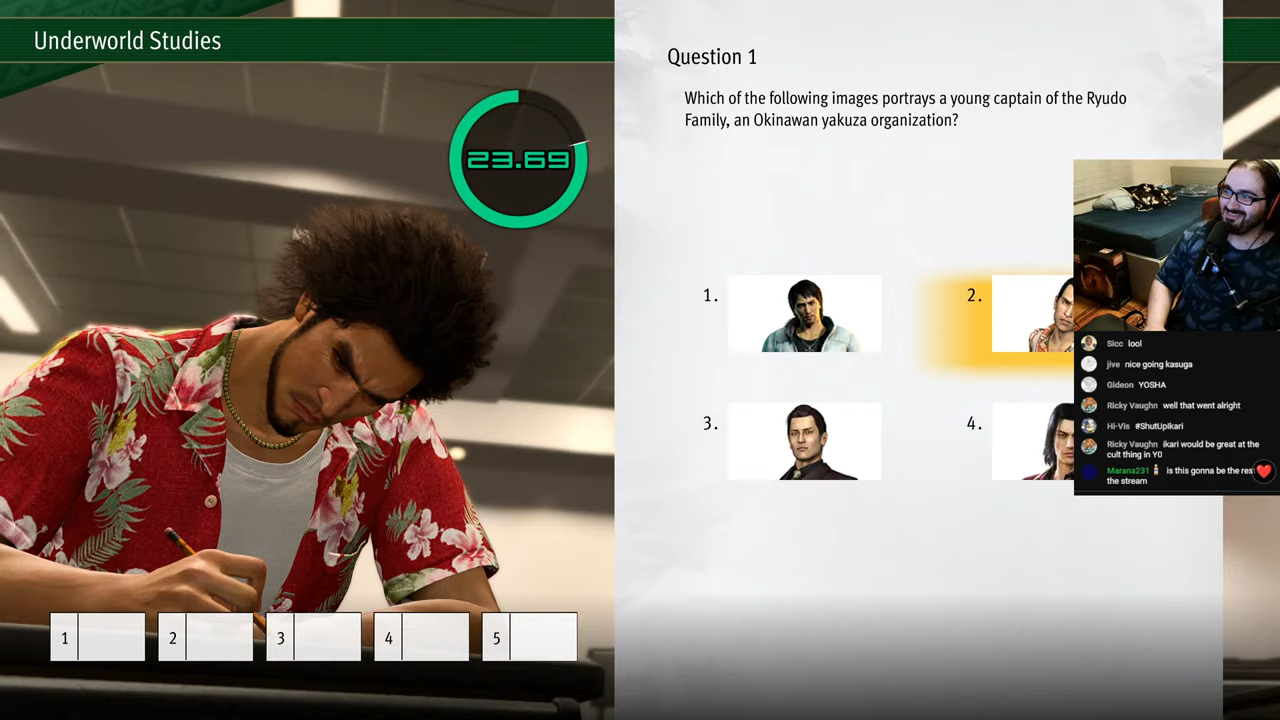 Underworld Studies
23.69
Question 1
Which of the following images portrays a young captain of the Ryudo
Family, an Okinawan yakuza organization?
1.
2.
3.
4.
Sicc lool
jive nice going kasuga
Gideon YOSHA
Ricky Vaughn well that went alright
Hi-Vis #ShutUpIkari
Ricky Vaughn ikari would be great at the
cult thing in Y0
Marana231 is this gonna be the res
the stream
1
2
3
4
5